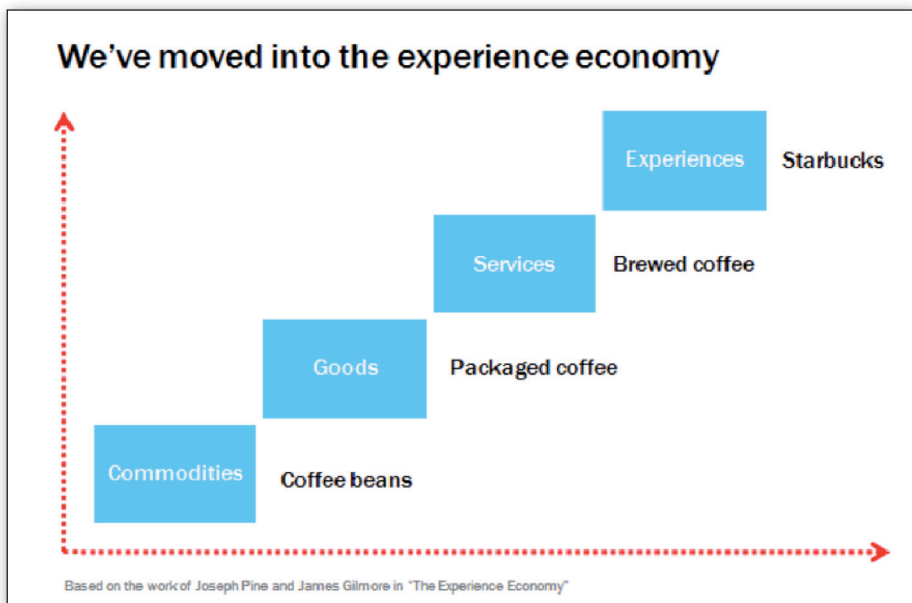 We've moved into the experience economy
Experiences Starbucks
Services Brewed coffee
Goods Packaged coffee
Commodities Coffee beans
Based on the work of Joseph Pine and James Gilmore in "The Experience Economy"